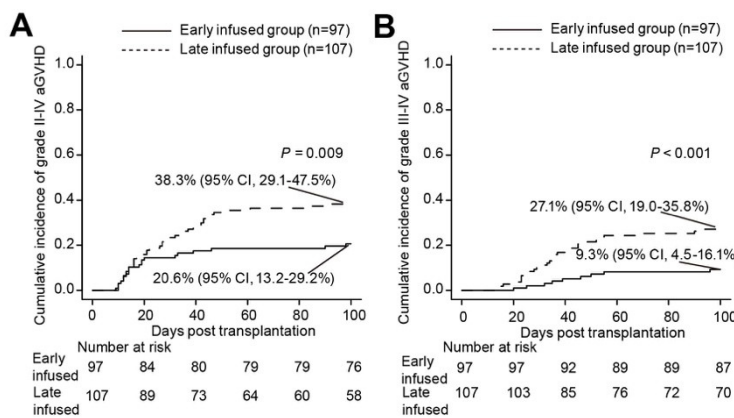 A
Early infused group (n=97)
Late infused group (n=107)
Cumulative incidence of grade II-IV aGVHD
1.0
0.8
0.6
0.4
0.2
0.0
P = 0.009
38.3% (95% CI, 29.1-47.5%)
20.6% (95% CI, 13.2-29.2%)
0 20 40 60 80 100
Days post transplantation
Number at risk
Early infused 97 84 80 79 79 76
Late infused 107 89 73 64 60 58
B
Early infused group (n=97)
Late infused group (n=107)
Cumulative incidence of grade III-IV aGVHD
1.0
0.8
0.6
0.4
0.2
0.0
P < 0.001
27.1% (95% CI, 19.0-35.8%)
9.3% (95% CI, 4.5-16.1%
0 20 40 60 80 100
Days post transplantation
Number at risk
Early infused 97 97 92 89 89 87
Late infused 107 103 85 76 72 70